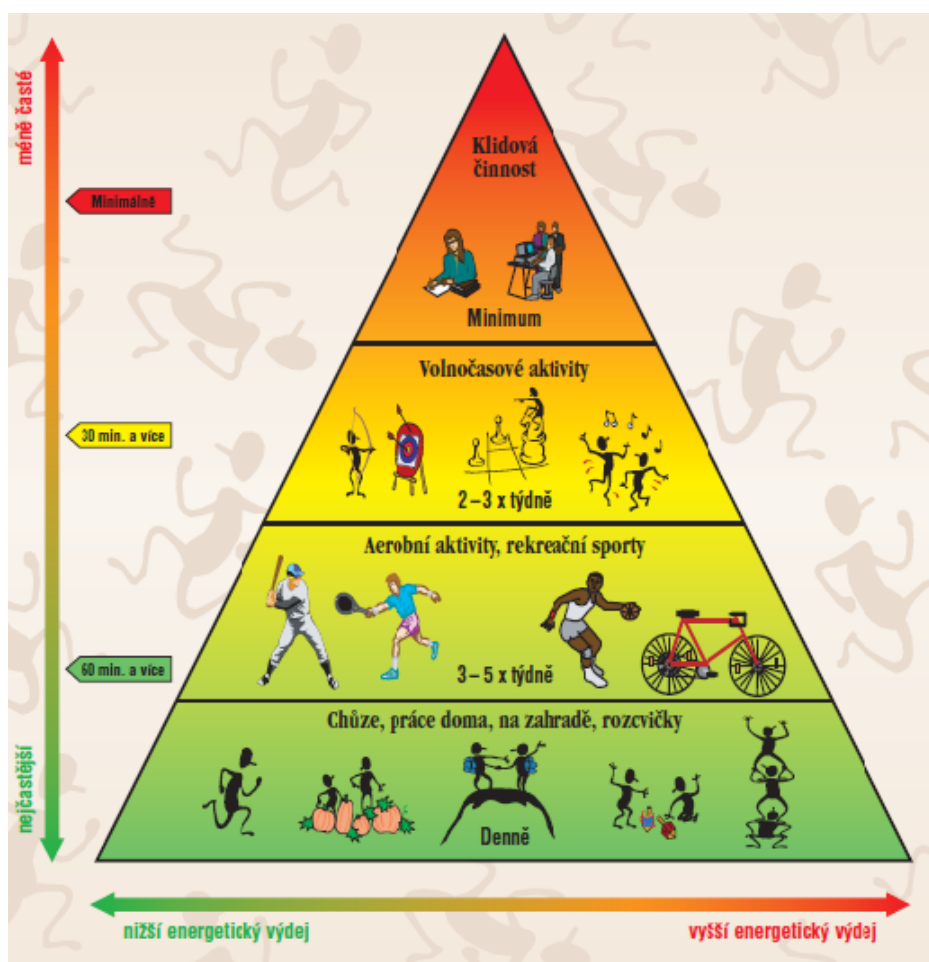 méně časté
Klidová
činnost
Minimálně
Minimum
Volnočasové aktivity
30 min. a více
2 – 3 x týdně
Aerobní aktivity, rekreační sporty
60 min. a více
3 – 5 x týdně
Chůze, práce doma, na zahradě, rozcvičky
nejčastější
Denně
nižší energetický výdej
vyšší energetický výdej